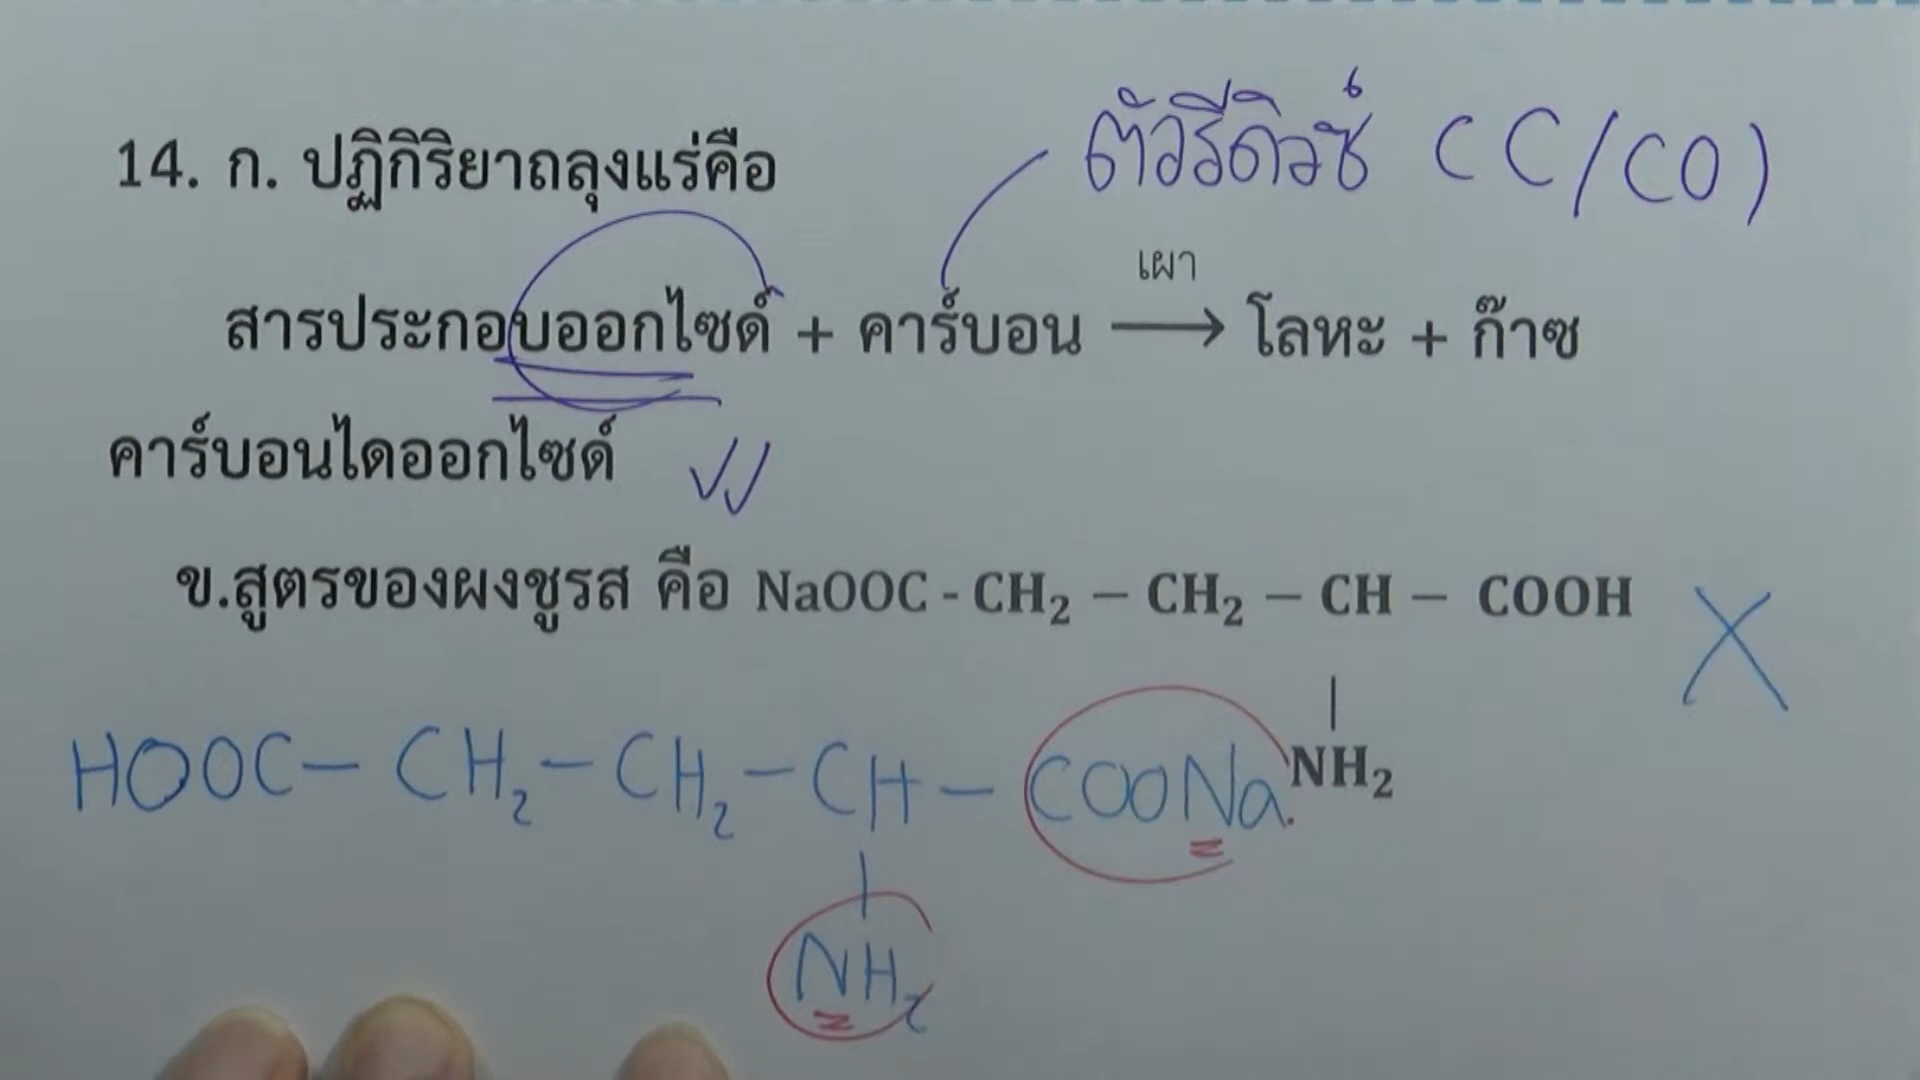 ตัวรีดิวซ์ (C/CO)
14. ก. ปฏิกิริยาถลุงแร่คือ
เผา
สารประกอบออกไซด์ + คาร์บอน ⟶ โลหะ + ก๊าซ
คาร์บอนไดออกไซด์
ข.สูตรของผงชูรส คือ NaOOC - CH₂ – CH₂ – CH – COOH
|
NH₂
HOOC – CH₂ – CH₂ – CH – COONa
|
NH₂